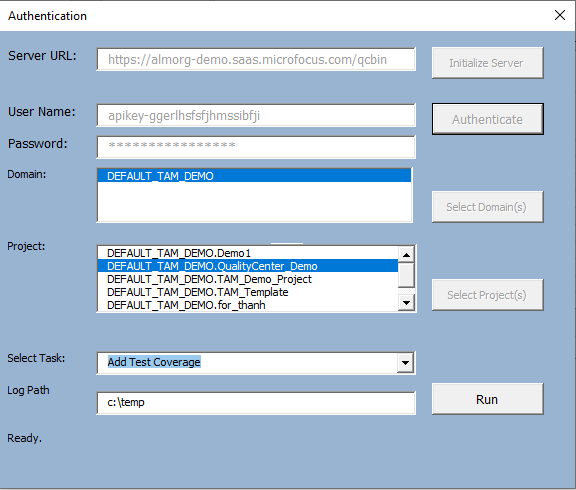 Authentication
Server URL: https://almorg-demo.saas.microfocus.com/qcbin Initialize Server
User Name: apikey-ggerlhsfsfjhmssibfji Authenticate
Password: ****************
Domain: DEFAULT_TAM_DEMO
Select Domain(s)
Project: DEFAULT_TAM_DEMO.Demo1
DEFAULT_TAM_DEMO.QualityCenter_Demo
DEFAULT_TAM_DEMO.TAM_Demo_Project
DEFAULT_TAM_DEMO.TAM_Template
DEFAULT_TAM_DEMO.for_thanh
Select Project(s)
Select Task: Add Test Coverage
Log Path c:\temp Run
Ready.